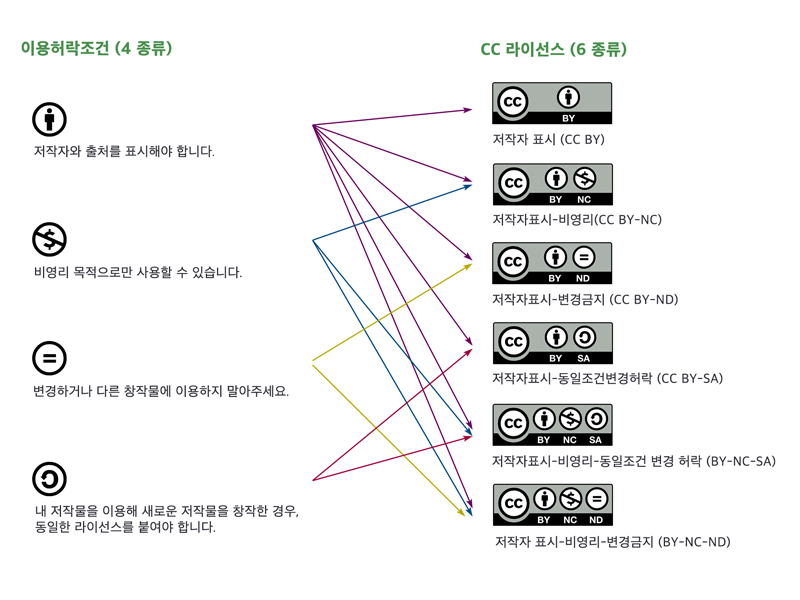 이용허락조건 (4 종류)
저작자와 출처를 표시해야 합니다.
비영리 목적으로만 사용할 수 있습니다.
변경하거나 다른 창작물에 이용하지 말아주세요.
내 저작물을 이용해 새로운 저작물을 창작한 경우,
동일한 라이선스를 붙여야 합니다.
CC 라이선스 (6 종류)
cc
BY
저작자 표시 (CC BY)
cc
BY NC
저작자표시-비영리(CC BY-NC)
cc
BY ND
저작자표시-변경금지 (CC BY-ND)
cc
BY SA
저작자표시-동일조건변경허락 (CC BY-SA)
cc
BY NC SA
저작자표시-비영리-동일조건 변경 허락 (BY-NC-SA)
cc
BY NC ND
저작자 표시-비영리-변경금지 (BY-NC-ND)